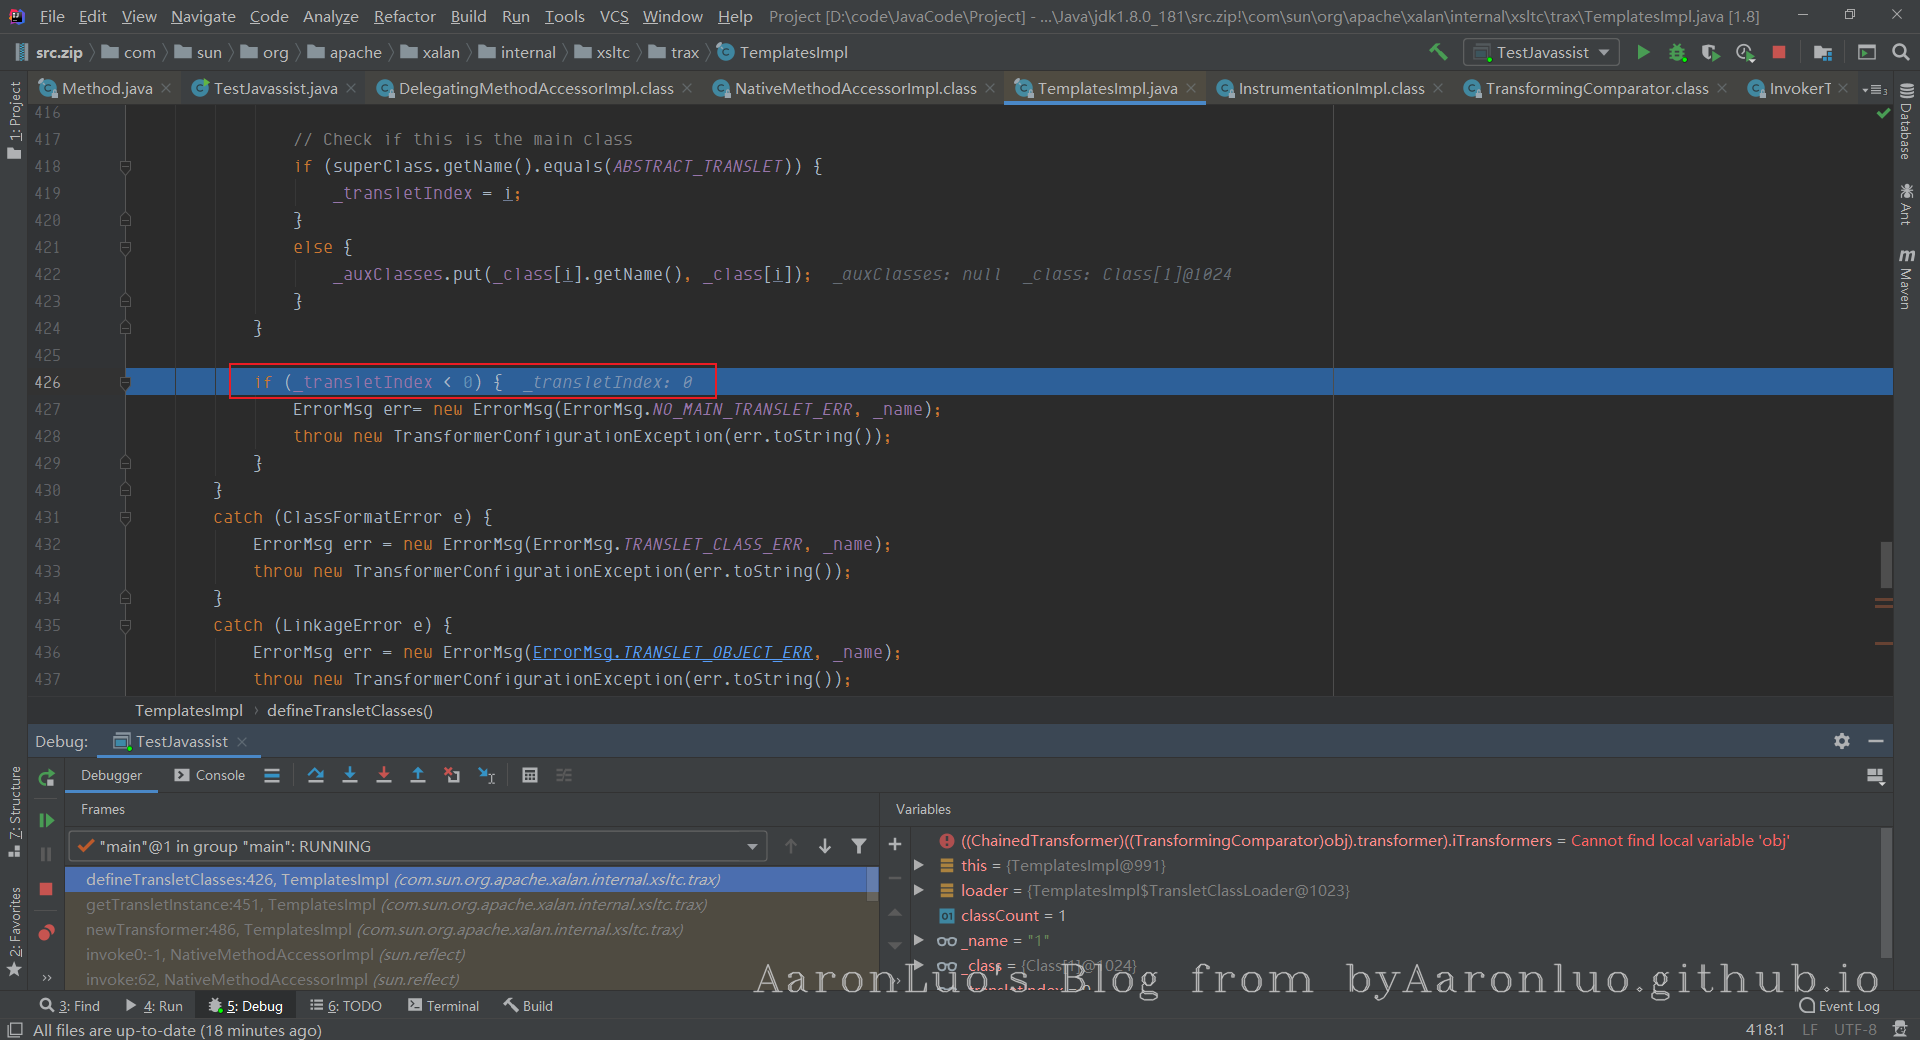 File Edit View Navigate Code Analyze Refactor Build Run Tools VCS Window Help Project [D:\code\JavaCode\Project] - ...\Java\jdk1.8.0_181\src.zip!\com\sun\org\apache\xalan\internal\xsltc\trax\TemplatesImpl.java [1.8]
src.zip com sun org apache xalan internal xsltc trax TemplatesImpl TestJavassist
Method.java TestJavassist.java DelegatingMethodAccessorImpl.class NativeMethodAccessorImpl.class TemplatesImpl.java InstrumentationImpl.class TransformingComparator.class InvokerT
1: Project
Database
Ant
Maven
416
417 // Check if this is the main class
418 if (superClass.getName().equals(ABSTRACT_TRANSLET)) {
419 _transletIndex = i;
420 }
421 else {
422 _auxClasses.put(_class[i].getName(), _class[i]); _auxClasses: null _class: Class[1]@1024
423 }
424 }
425
426 if (_transletIndex < 0) { _transletIndex: 0
427 ErrorMsg err= new ErrorMsg(ErrorMsg.NO_MAIN_TRANSLET_ERR, _name);
428 throw new TransformerConfigurationException(err.toString());
429 }
430 }
431 catch (ClassFormatError e) {
432 ErrorMsg err = new ErrorMsg(ErrorMsg.TRANSLET_CLASS_ERR, _name);
433 throw new TransformerConfigurationException(err.toString());
434 }
435 catch (LinkageError e) {
436 ErrorMsg err = new ErrorMsg(ErrorMsg.TRANSLET_OBJECT_ERR, _name);
437 throw new TransformerConfigurationException(err.toString());
TemplatesImpl › defineTransletClasses()
Debug: TestJavassist
Debugger Console
7: Structure
2: Favorites
Frames
"main"@1 in group "main": RUNNING
defineTransletClasses:426, TemplatesImpl (com.sun.org.apache.xalan.internal.xsltc.trax)
getTransletInstance:451, TemplatesImpl (com.sun.org.apache.xalan.internal.xsltc.trax)
newTransformer:486, TemplatesImpl (com.sun.org.apache.xalan.internal.xsltc.trax)
invoke0:-1, NativeMethodAccessorImpl (sun.reflect)
invoke:62, NativeMethodAccessorImpl (sun.reflect)
Variables
((ChainedTransformer)((TransformingComparator)obj).transformer).iTransformers = Cannot find local variable 'obj'
this = {TemplatesImpl@991}
loader = {TemplatesImpl$TransletClassLoader@1023}
classCount = 1
_name = "1"
_class = {Class[1]@1024}
AaronLuo's Blog from byAaronluo.github.io
3: Find 4: Run 5: Debug 6: TODO Terminal Build Event Log
All files are up-to-date (18 minutes ago) 418:1 LF UTF-8